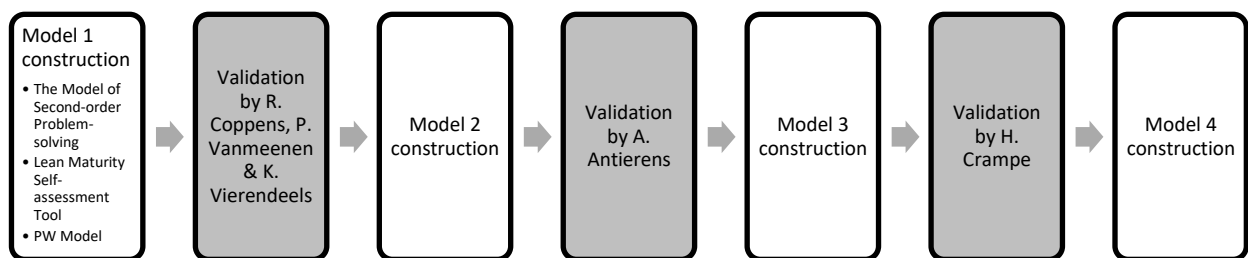 Model 1
construction
• The Model of
Second-order
Problem-
solving
• Lean Maturity
Self-
assessment
Tool
• PW Model
Validation
by R.
Coppens, P.
Vanmeenen
& K.
Vierendeels
Model 2
construction
Validation
by A.
Antierens
Model 3
construction
Validation
by H.
Crampe
Model 4
construction